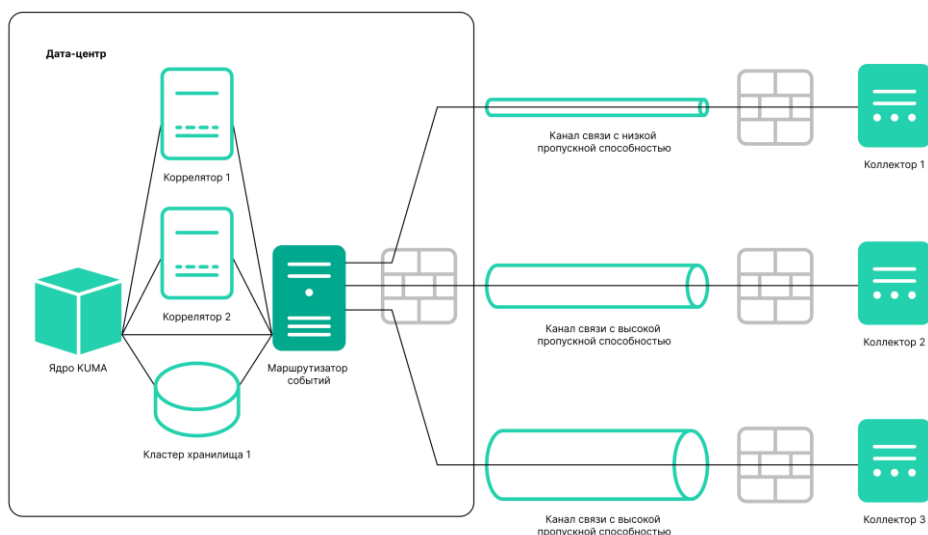 Дата-центр
Коррелятор 1
Коррелятор 2
Ядро KUMA
Маршрутизатор
событий
Кластер хранилища 1
Канал связи с низкой
пропускной способностью
Коллектор 1
Канал связи с высокой
пропускной способностью
Коллектор 2
Канал связи с высокой
пропускной способностью
Коллектор 3